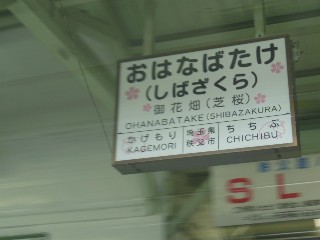 おはなばたけ
(しばざくら)
御花畑(芝桜)
OHANABATAKE(SHIBAZAKURA)
かげもり 埼玉県 ちちぶ
KAGEMORI 秩父市 CHICHIBU
SL